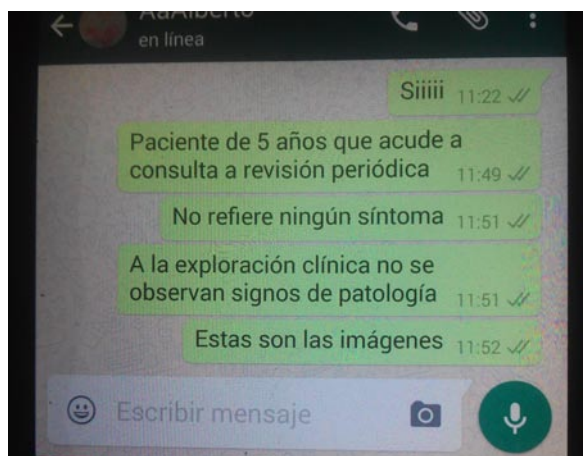 AaAlberto
en línea
Siiiii 11:22
Paciente de 5 años que acude a
consulta a revisión periódica 11:49
No refiere ningún síntoma 11:51
A la exploración clínica no se
observan signos de patología 11:51
Estas son las imágenes 11:52
Escribir mensaje